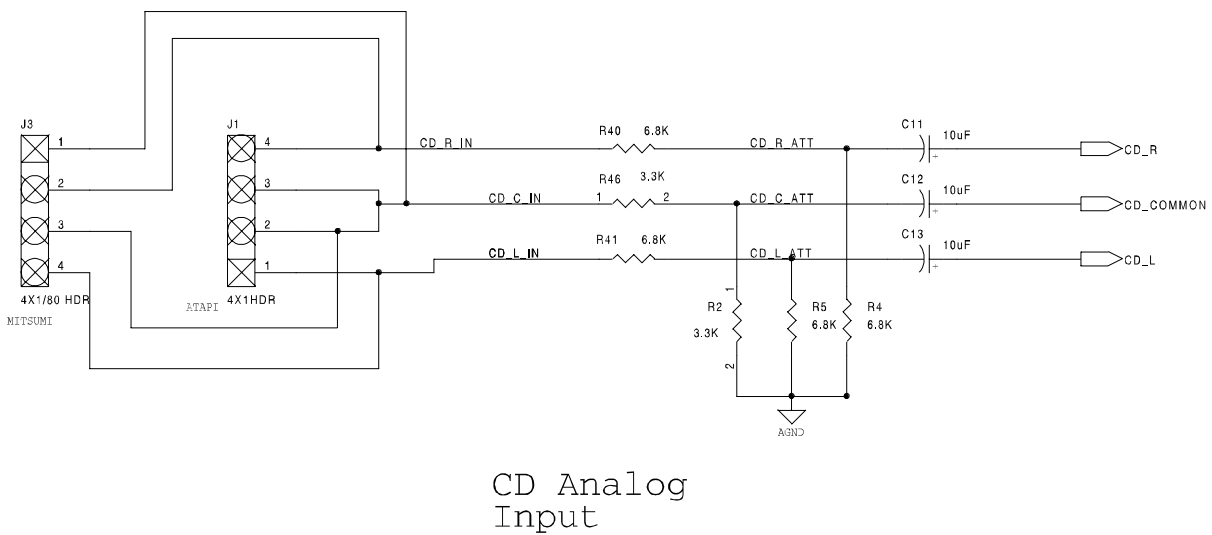 J3
1
2
3
4
4X1/80 HDR
MITSUMI
J1
4
3
2
1
4X1HDR
ATAPI
CD_R_IN
R40 6.8K
CD_R_ATT
C11
10uF
CD_R
CD_C_IN
R46 3.3K
1 2
CD_C_ATT
C12
10uF
CD_COMMON
CD_L_IN
R41 6.8K
CD_L_ATT
C13
10uF
CD_L
1
R2
3.3K
2
R5
6.8K
R4
6.8K
AGND
CD Analog
Input